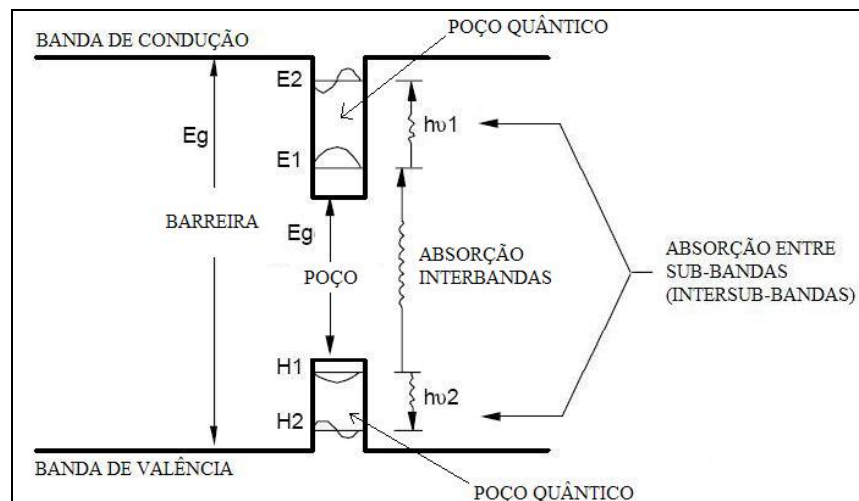 POÇO QUÂNTICO
BANDA DE CONDUÇÃO
E2
Eg
hυ1
E1
BARREIRA
Eg
ABSORÇÃO
INTERBANDAS
POÇO
ABSORÇÃO ENTRE
SUB-BANDAS
(INTERSUB-BANDAS)
H1
hυ2
H2
BANDA DE VALÊNCIA
POÇO QUÂNTICO